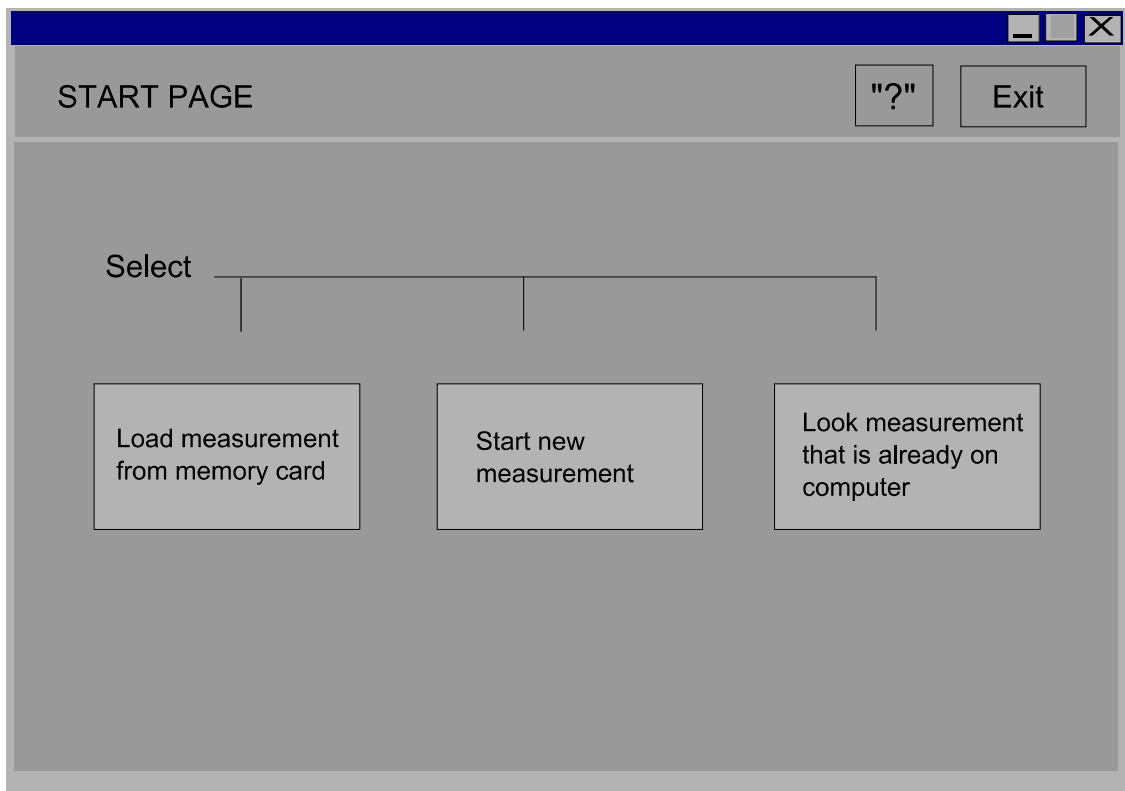 START PAGE
"?"
Exit
Select
Load measurement
from memory card
Start new
measurement
Look measurement
that is already on
computer